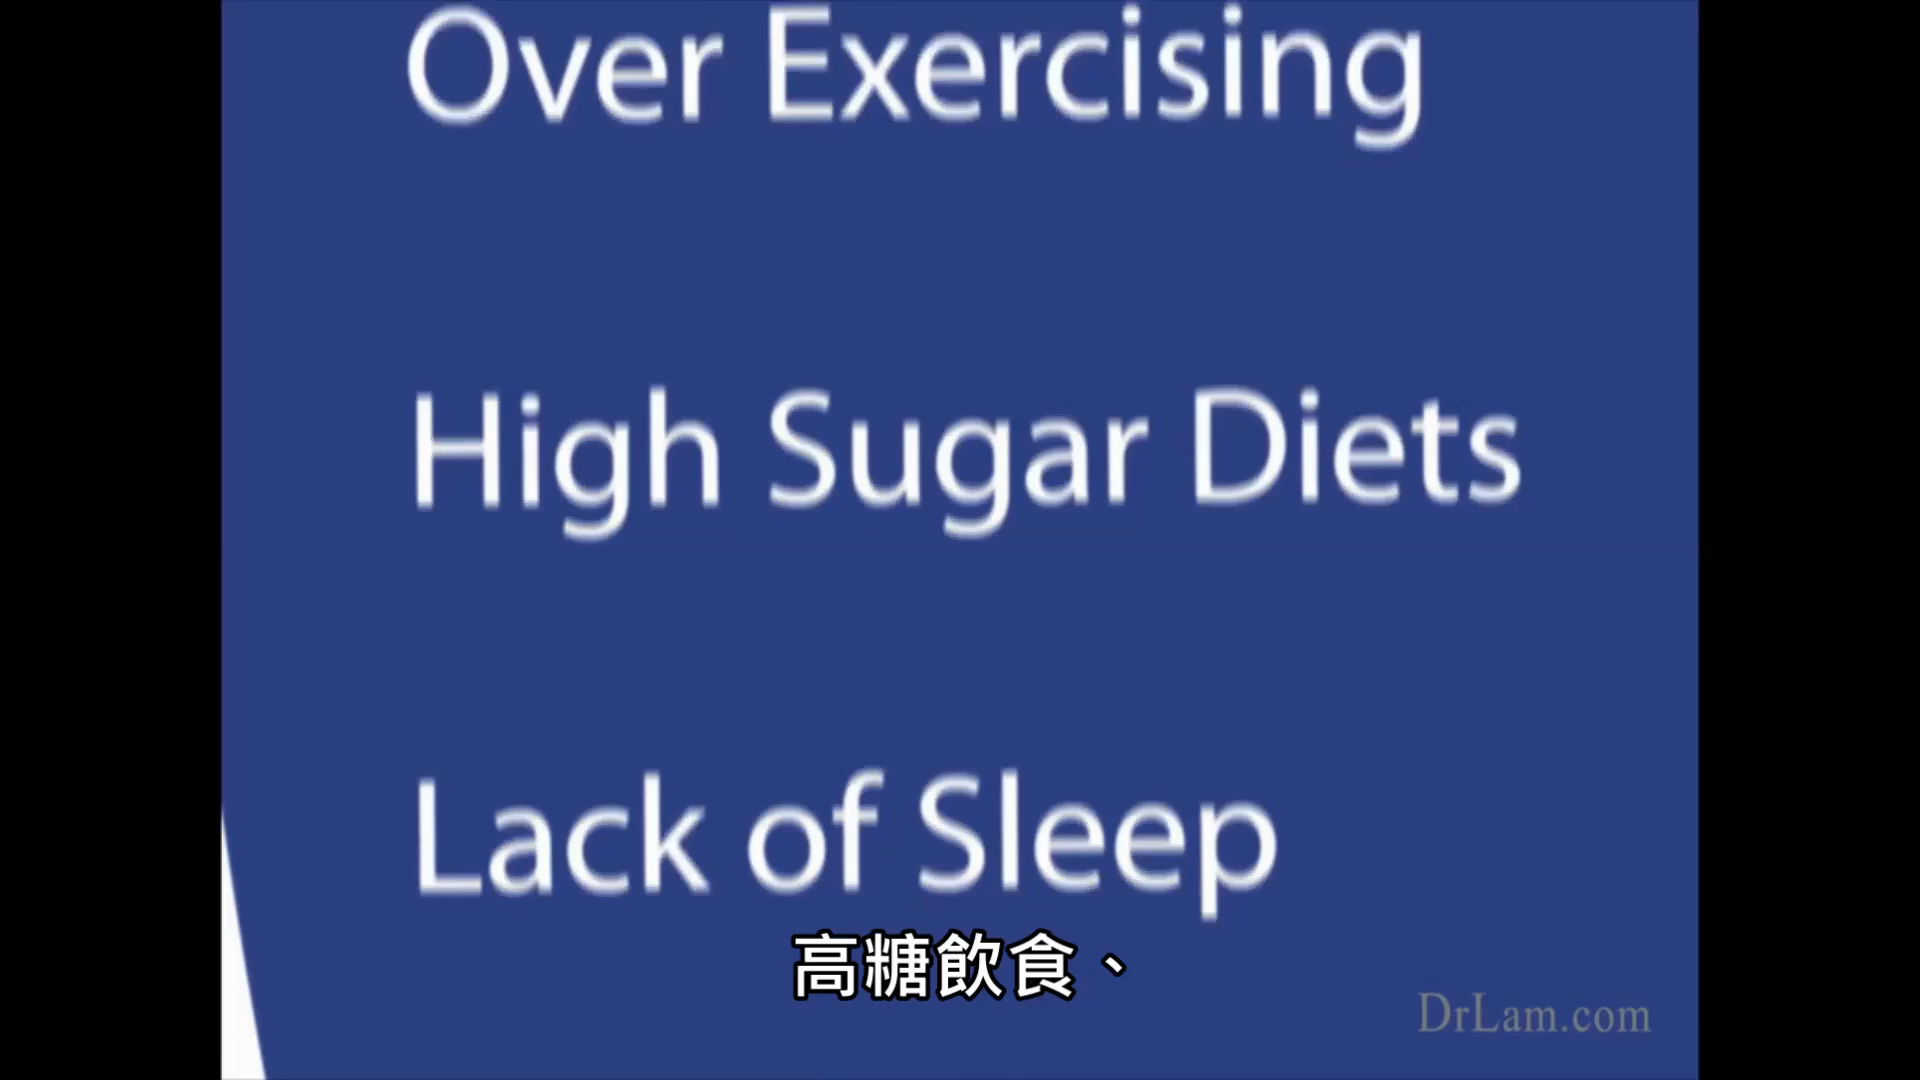 Over Exercising
High Sugar Diets
Lack of Sleep
高糖飲食、
DrLam.com